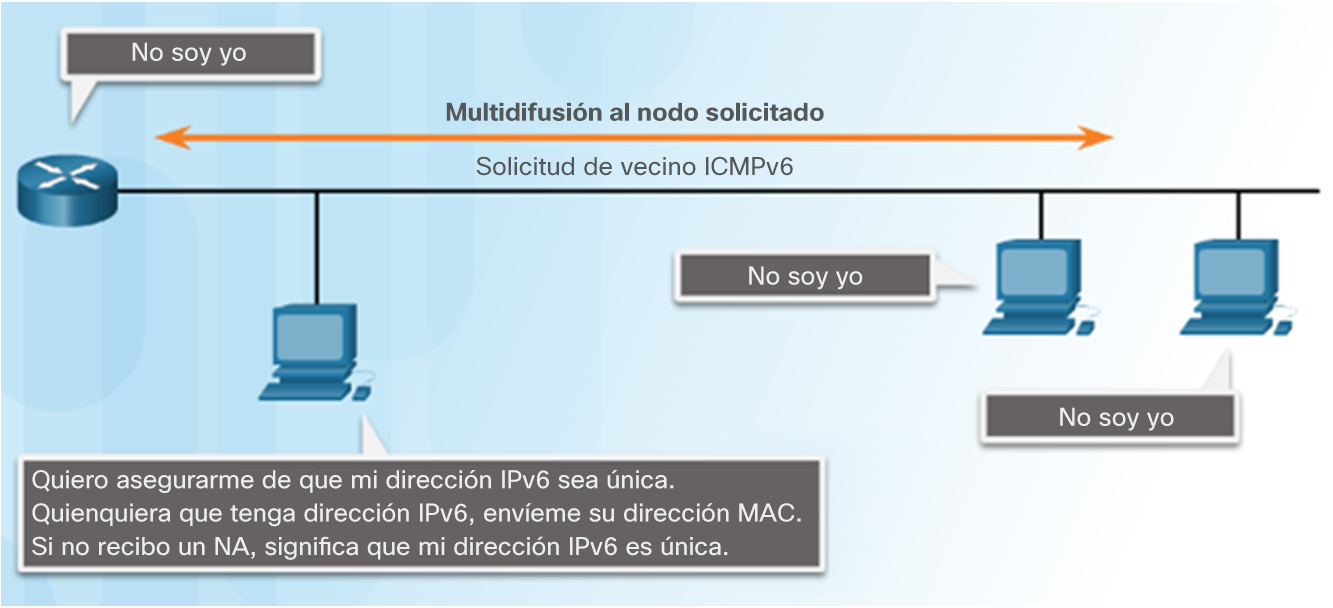 No soy yo
Multidifusión al nodo solicitado
Solicitud de vecino ICMPv6
No soy yo
No soy yo
Quiero asegurarme de que mi dirección IPv6 sea única.
Quienquiera que tenga dirección IPv6, envíeme su dirección MAC.
Si no recibo un NA, significa que mi dirección IPv6 es única.